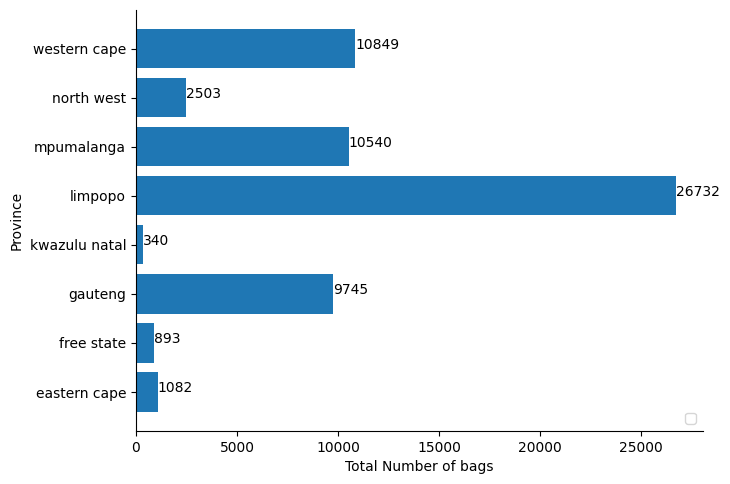 western cape 10849
north west 2503
mpumalanga 10540
limpopo 26732
kwazulu natal 340
gauteng 9745
free state 893
eastern cape 1082
Province
0 5000 10000 15000 20000 25000
Total Number of bags